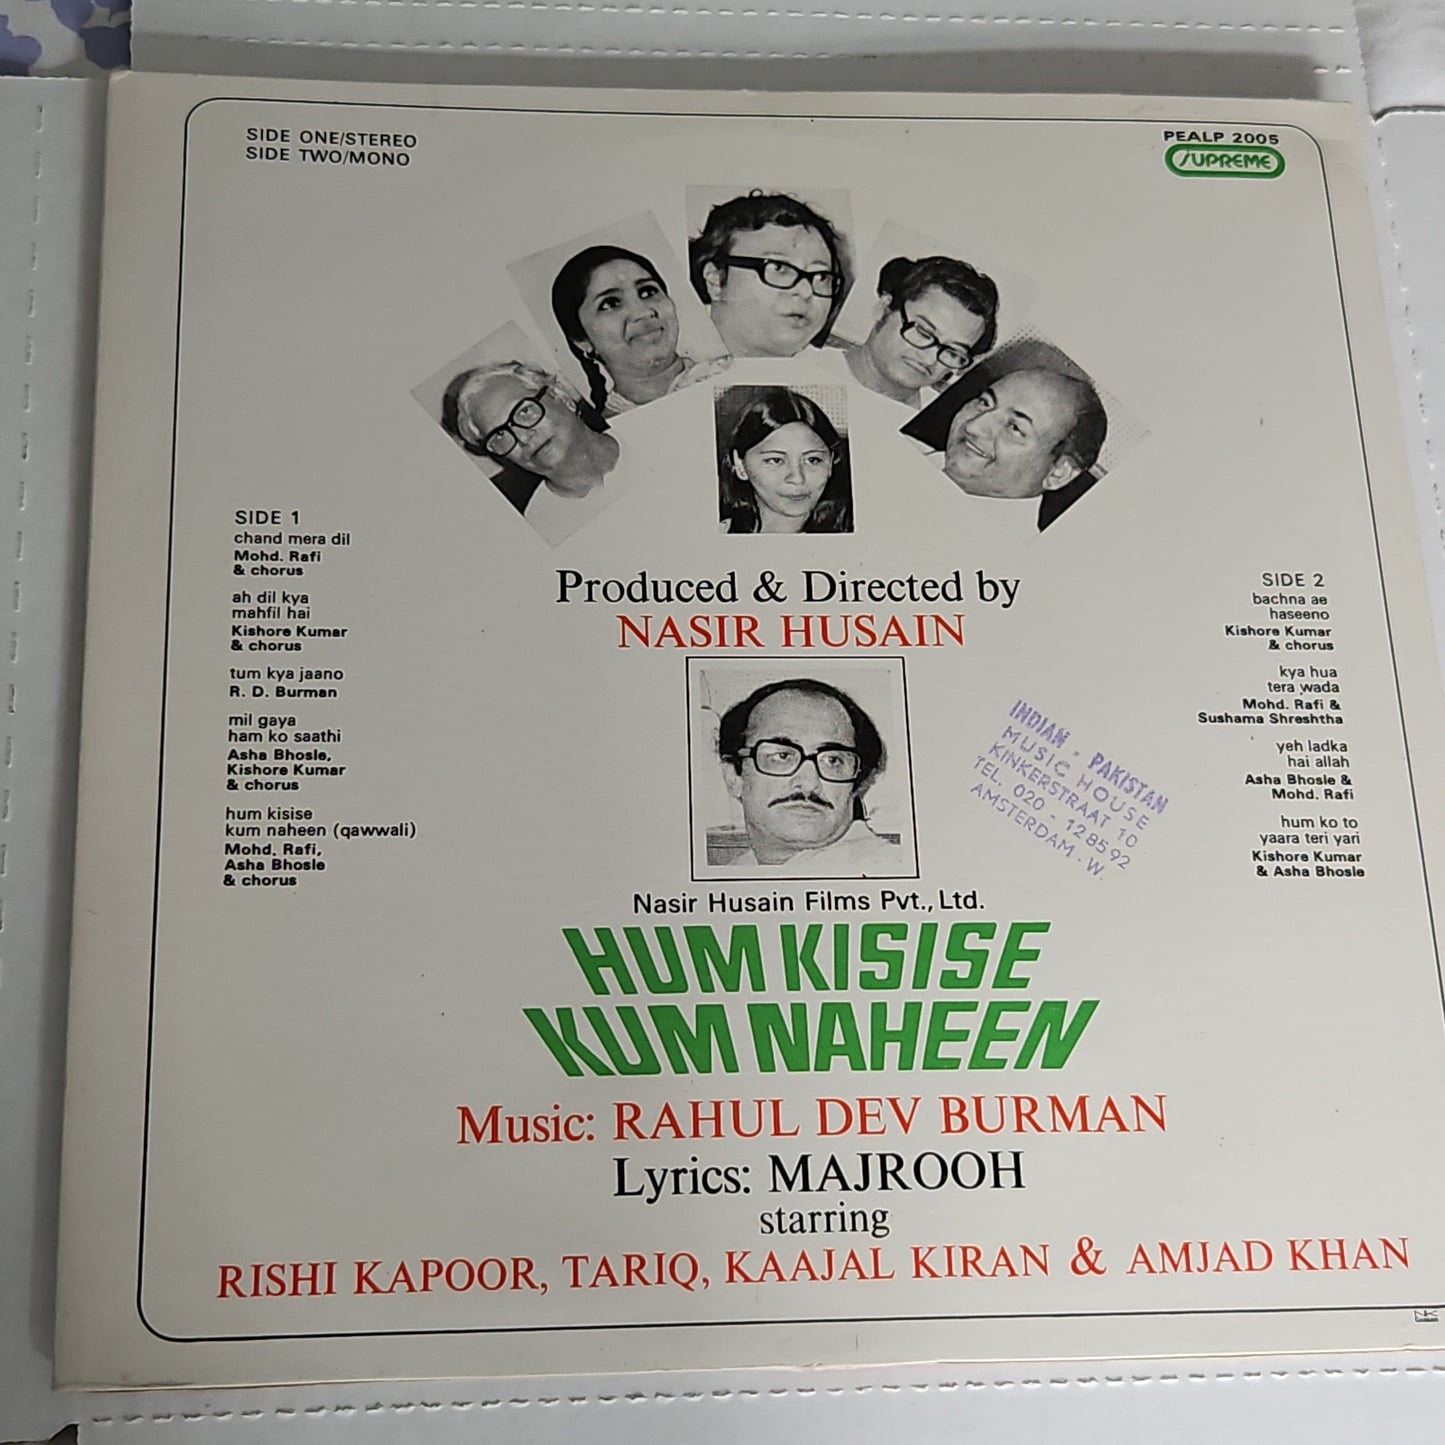 SIDE ONE/STEREO
SIDE TWO/MONO
PEALP 2005
SUPREME
SIDE 1
chand mera dil
Mohd. Rafi
& chorus
ah dil kya
mahfil hai
Kishore Kumar
& chorus
tum kya jaano
R. D. Burman
mil gaya
ham ko saathi
Asha Bhosle,
Kishore Kumar
& chorus
hum kisise
kum naheen (qawwali)
Mohd. Rafi,
Asha Bhosle
& chorus
Produced & Directed by
NASIR HUSAIN
Nasir Husain Films Pvt., Ltd.
SIDE 2
bachna ae
haseeno
Kishore Kumar
& chorus
kya hua
tera wada
Mohd. Rafi &
Sushama Shreshtha
yeh ladka
hai allah
Asha Bhosle &
Mohd. Rafi
hum ko to
yaara teri yari
Kishore Kumar
& Asha Bhosle
INDIAN - PAKISTAN
MUSIC HOUSE
KINKERSTRAAT 10
TEL. 020 - 128592
AMSTERDAM - W.
HUM KISISE
KUM NAHEEN
Music: RAHUL DEV BURMAN
Lyrics: MAJROOH
starring
RISHI KAPOOR, TARIQ, KAAJAL KIRAN & AMJAD KHAN